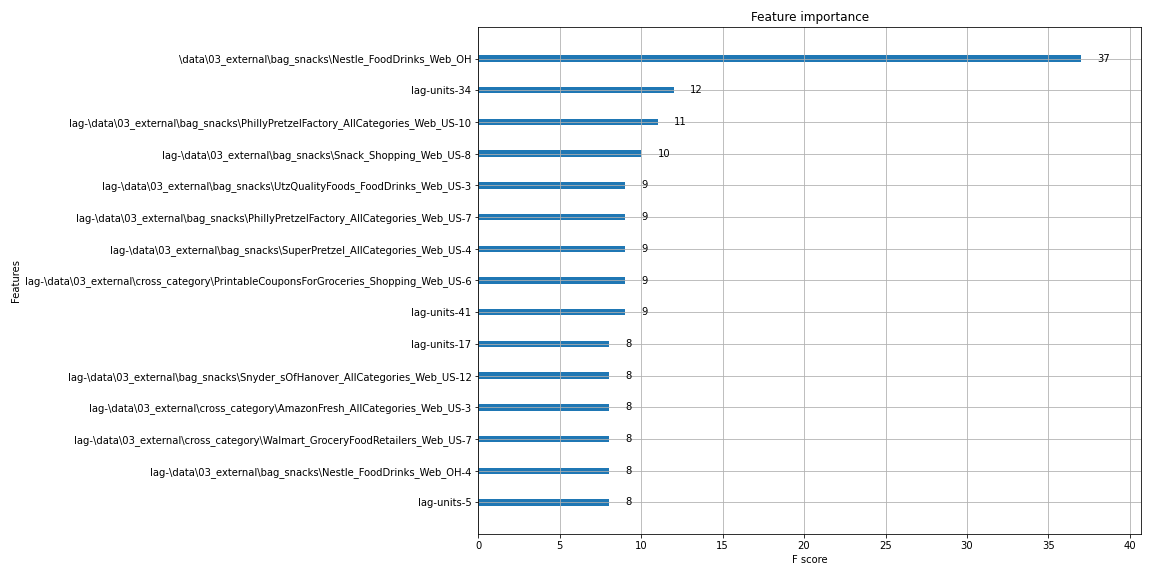 Feature importance
\data\03_external\bag_snacks\Nestle_FoodDrinks_Web_OH 37
lag-units-34 12
lag-\data\03_external\bag_snacks\PhillyPretzelFactory_AllCategories_Web_US-10 11
lag-\data\03_external\bag_snacks\Snack_Shopping_Web_US-8 10
lag-\data\03_external\bag_snacks\UtzQualityFoods_FoodDrinks_Web_US-3 9
lag-\data\03_external\bag_snacks\PhillyPretzelFactory_AllCategories_Web_US-7 9
lag-\data\03_external\bag_snacks\SuperPretzel_AllCategories_Web_US-4 9
lag-\data\03_external\cross_category\PrintableCouponsForGroceries_Shopping_Web_US-6 9
lag-units-41 9
lag-units-17 8
lag-\data\03_external\bag_snacks\Snyder_sOfHanover_AllCategories_Web_US-12 8
lag-\data\03_external\cross_category\AmazonFresh_AllCategories_Web_US-3 8
lag-\data\03_external\cross_category\Walmart_GroceryFoodRetailers_Web_US-7 8
lag-\data\03_external\bag_snacks\Nestle_FoodDrinks_Web_OH-4 8
lag-units-5 8
Features
0 5 10 15 20 25 30 35 40
F score